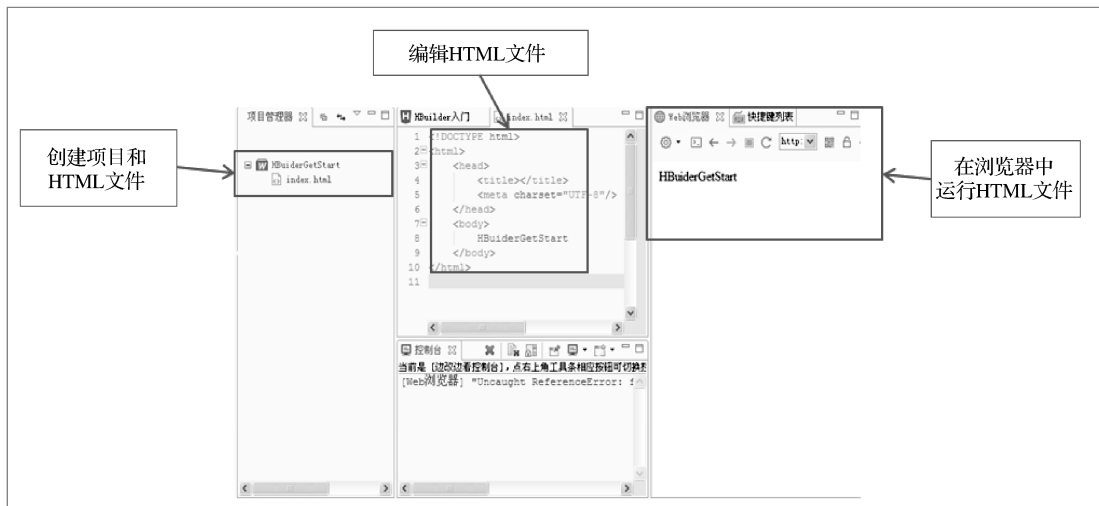 编辑HTML文件
创建项目和
HTML文件
在浏览器中
运行HTML文件
项目管理器
HBuiderGetStart
index.html
HBuilder入门
index.html
1 <!DOCTYPE html>
2 <html>
3 <head>
4 <title></title>
5 <meta charset="UTF-8"/>
6 </head>
7 <body>
8 HBuiderGetStart
9 </body>
10 </html>
11
Web浏览器
快捷键列表
http:
HBuiderGetStart
控制台
当前是 [边改边看控制台], 点右上角工具条相应按钮可切换
[Web浏览器] "Uncaught ReferenceError: